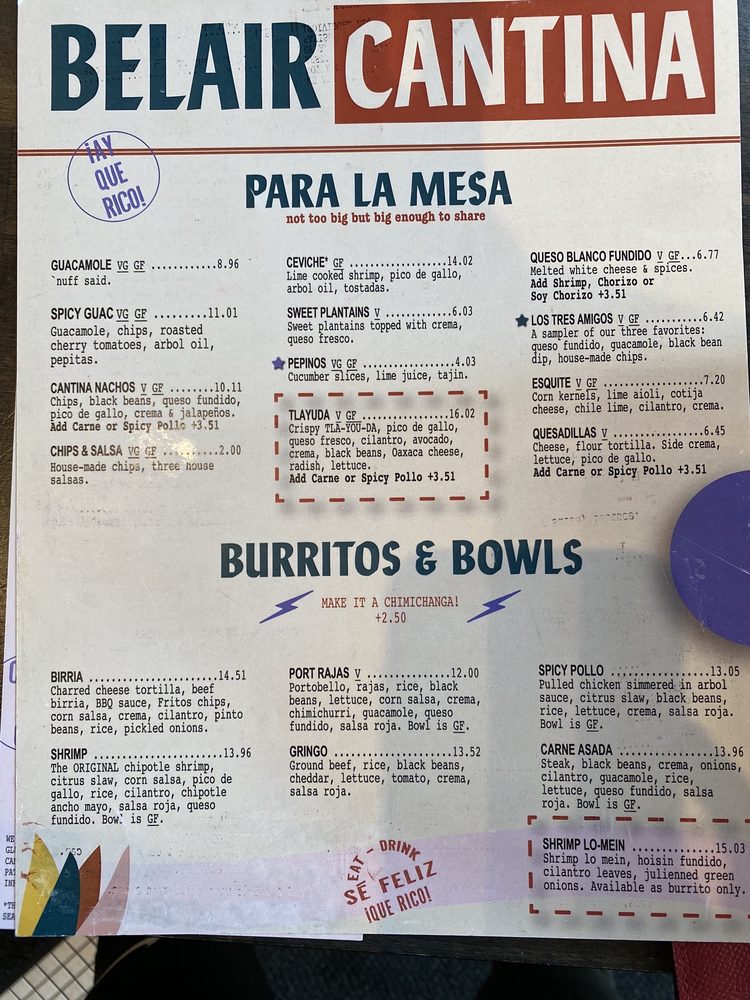 BELAIR CANTINA
¡AY
QUE
RICO!
PARA LA MESA
not too big but big enough to share
GUACAMOLE VG GF ...........8.96
`nuff said.
SPICY GUAC VG GF ..........11.01
Guacamole, chips, roasted
cherry tomatoes, arbol oil,
pepitas.
CANTINA NACHOS V GF ........10.11
Chips, black beans, queso fundido,
pico de gallo, crema & jalapeños.
Add Carne or Spicy Pollo +3.51
CHIPS & SALSA VG GF ..........2.00
House-made chips, three house
salsas.
CEVICHE* GF .................14.02
Lime cooked shrimp, pico de gallo,
arbol oil, tostadas.
SWEET PLANTAINS V ............6.03
Sweet plantains topped with crema,
queso fresco.
PEPINOS VG GF ................4.03
Cucumber slices, lime juice, tajin.
TLAYUDA V GF ................16.02
Crispy TLA-YOU-DA, pico de gallo,
queso fresco, cilantro, avocado,
crema, black beans, Oaxaca cheese,
radish, lettuce.
Add Carne or Spicy Pollo +3.51
QUESO BLANCO FUNDIDO V GF...6.77
Melted white cheese & spices.
Add Shrimp, Chorizo or
Soy Chorizo +3.51
LOS TRES AMIGOS V GF .........6.42
A sampler of our three favorites:
queso fundido, guacamole, black bean
dip, house-made chips.
ESQUITE V GF ................7.20
Corn kernels, lime aioli, cotija
cheese, chile lime, cilantro, crema.
QUESADILLAS V ...............6.45
Cheese, flour tortilla. Side crema,
lettuce, pico de gallo.
Add Carne or Spicy Pollo +3.51
BURRITOS & BOWLS
MAKE IT A CHIMICHANGA!
+2.50
BIRRIA ......................14.51
Charred cheese tortilla, beef
birria, BBQ sauce, Fritos chips,
corn salsa, crema, cilantro, pinto
beans, rice, pickled onions.
SHRIMP .......................13.96
The ORIGINAL chipotle shrimp,
citrus slaw, corn salsa, pico de
gallo, rice, cilantro, chipotle
ancho mayo, salsa roja, queso
fundido. Bowl is GF.
PORT RAJAS V ...............12.00
Portobello, rajas, rice, black
beans, lettuce, corn salsa, crema,
chimichurri, guacamole, queso
fundido, salsa roja. Bowl is GF.
GRINGO ....................13.52
Ground beef, rice, black beans,
cheddar, lettuce, tomato, crema,
salsa roja.
SPICY POLLO ................13.05
Pulled chicken simmered in arbol
sauce, citrus slaw, black beans,
rice, lettuce, crema, salsa roja.
Bowl is GF.
CARNE ASADA ................13.96
Steak, black beans, crema, onions,
cilantro, guacamole, rice,
lettuce, queso fundido, salsa
roja. Bowl is GF.
SHRIMP LO-MEIN ..............15.03
Shrimp lo mein, hoisin fundido,
cilantro leaves, julienned green
onions. Available as burrito only.
EAT - DRINK
SÉ FELIZ
¡QUE RICO!